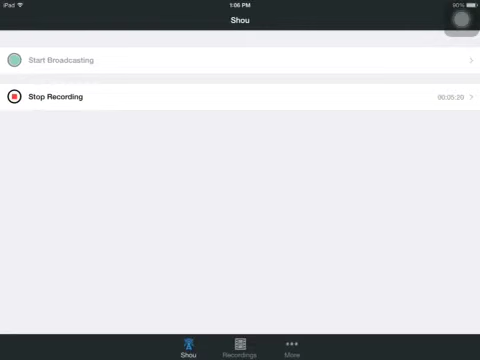 iPad 1:06 PM 90%
Shou
Start Broadcasting
Stop Recording 00:05:20
Shou Recordings More